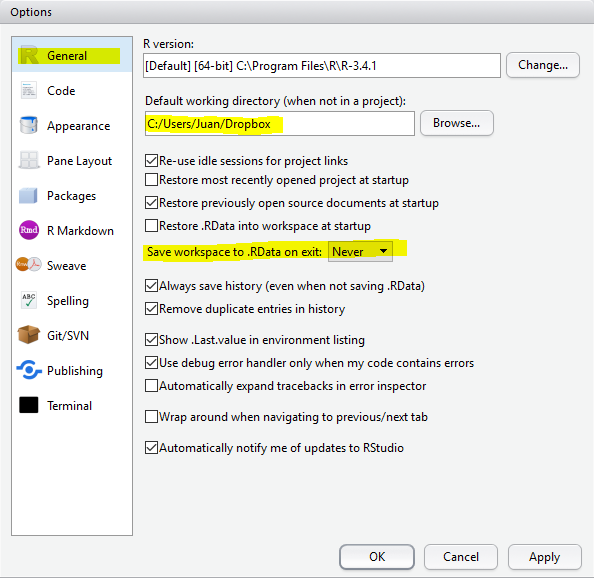 Options
General
Code
Appearance
Pane Layout
Packages
Rmd R Markdown
Sweave
ABC Spelling
Git/SVN
Publishing
Terminal
R version:
[Default] [64-bit] C:\Program Files\R\R-3.4.1
Change...
Default working directory (when not in a project):
C:/Users/Juan/Dropbox
Browse...
Re-use idle sessions for project links
Restore most recently opened project at startup
Restore previously open source documents at startup
Restore .RData into workspace at startup
Save workspace to .RData on exit: Never
Always save history (even when not saving .RData)
Remove duplicate entries in history
Show .Last.value in environment listing
Use debug error handler only when my code contains errors
Automatically expand tracebacks in error inspector
Wrap around when navigating to previous/next tab
Automatically notify me of updates to RStudio
OK
Cancel
Apply